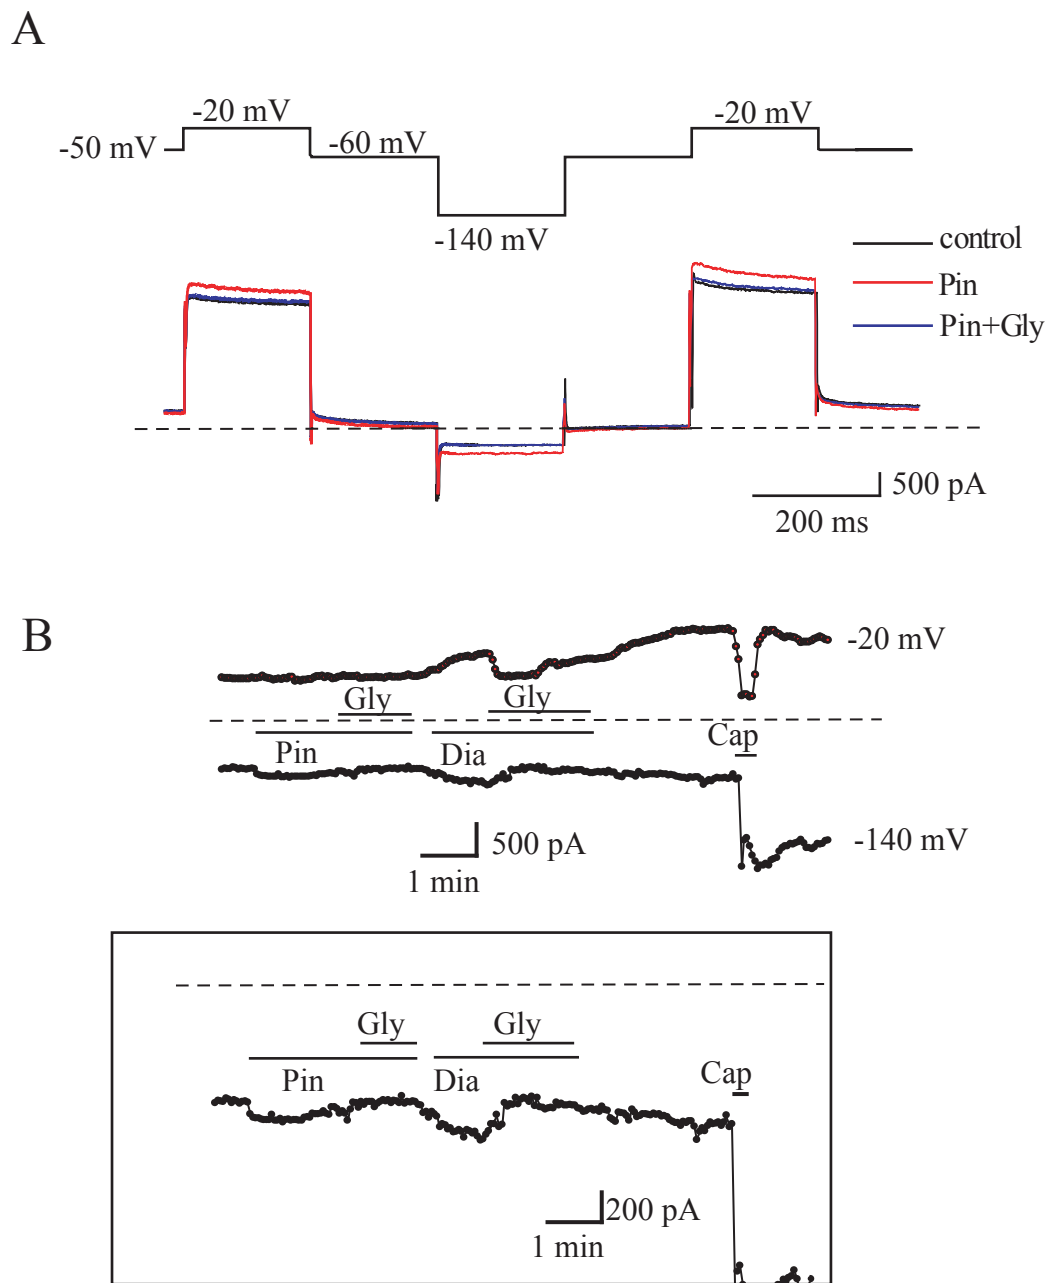 A
-20 mV
-20 mV
-50 mV
-60 mV
-140 mV
control
Pin
Pin+Gly
500 pA
200 ms
B
-20 mV
Gly
Gly
Pin
Dia
Cap
500 pA
1 min
-140 mV
Gly
Gly
Pin
Dia
Cap
200 pA
1 min